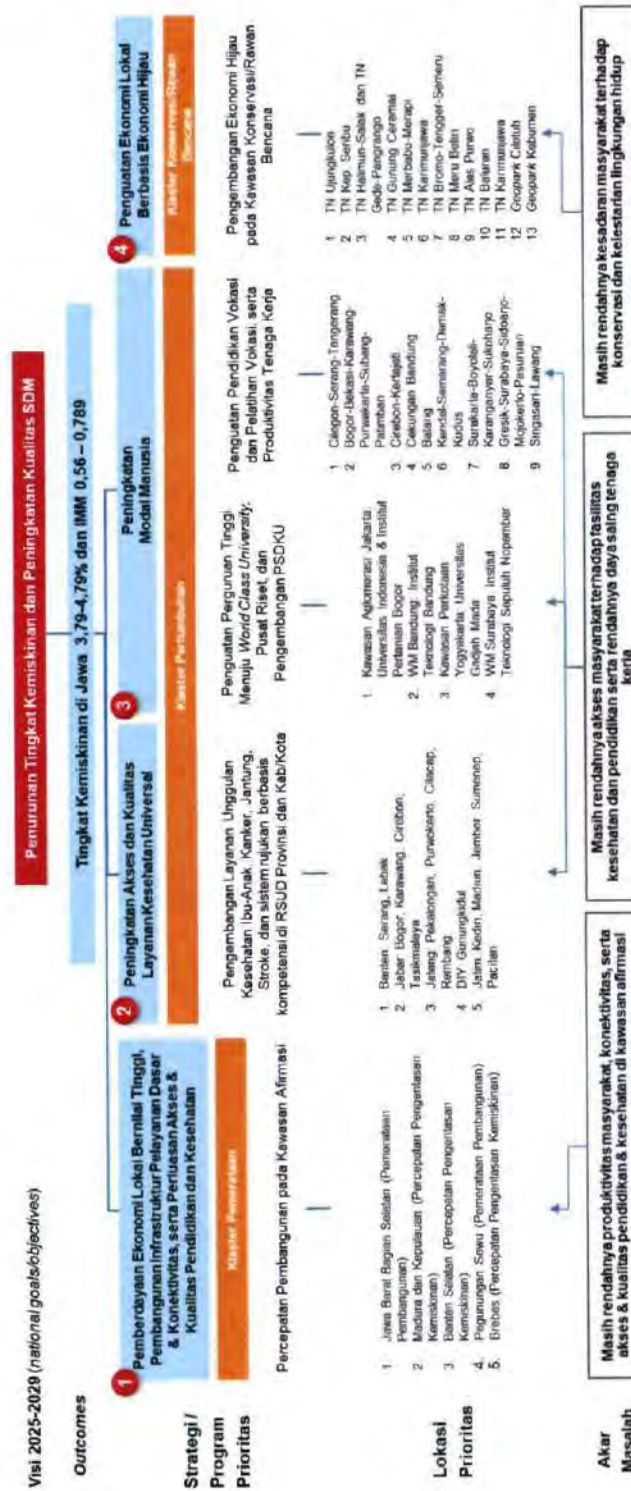 Visi 2025-2029 (national goals/objectives)
Penurunan Tingkat Kemiskinan dan Peningkatan Kualitas SDM
Outcomes
Tingkat Kemiskinan di Jawa 3,79-4,79% dan IMM 0,56 – 0,789
Strategi /
Program
Prioritas
1
Pemberdayaan Ekonomi Lokal Bernilai Tinggi,
Pembangunan Infrastruktur Pelayanan Dasar
& Konektivitas, serta Perluasan Akses &
Kualitas Pendidikan dan Kesehatan
2
Peningkatan Akses dan Kualitas
Layanan Kesehatan Universal
3
Peningkatan
Modal Manusia
4
Penguatan Ekonomi Lokal
Berbasis Ekonomi Hijau
Klaster Pemerataan
Klaster Pertumbuhan
Klaster Konservasi/Rawan
Bencana
Percepatan Pembangunan pada Kawasan Afirmasi
Pengembangan Layanan Unggulan
Kesehatan Ibu-Anak, Kanker, Jantung,
Stroke, dan sistem rujukan berbasis
kompetensi di RSUD Provinsi dan Kab/Kota
Penguatan Perguruan Tinggi
Menuju World Class University,
Pusat Riset, dan
Pengembangan PSDKU
Penguatan Pendidikan Vokasi
dan Pelatihan Vokasi, serta
Produktivitas Tenaga Kerja
Pengembangan Ekonomi Hijau
pada Kawasan Konservasi/Rawan
Bencana
Lokasi
Prioritas
1 Jawa Barat Bagian Selatan (Pemerataan
Pembangunan)
2 Madura dan Kepulauan (Percepatan Pengentasan
Kemiskinan)
3 Banten Selatan (Percepatan Pengentasan
Kemiskinan)
4. Pegunungan Sewu (Pemerataan Pembangunan)
5. Brebes (Percepatan Pengentasan Kemiskinan)
1 Banten, Serang, Lebak
2 Jabar Bogor, Karawang, Cirebon,
Tasikmalaya
3 Jateng Pekalongan, Purwokerto, Cilacap,
Rembang
4 DIY Gunungkidul
5 Jatim Kediri, Madiun, Jember, Sumenep,
Pacitan
1 Kawasan Aglomerasi Jakarta:
Universitas Indonesia & Institut
Pertanian Bogor
2 WM Bandung: Institut
Teknologi Bandung
3 Kawasan Perkotaan
Yogyakarta Universitas
Gadjah Mada
4 WM Surabaya Institut
Teknologi Sepuluh Nopember
1 Cilegon-Serang-Tangerang
2 Bogor-Bekasi-Karawang-
Purwakarta-Subang-
Patimban
3 Cirebon-Kertajati
4 Cekungan Bandung
5 Batang
6 Kendal-Semarang-Demak-
Kudus
7 Surakarta-Boyolali-
Karanganyar-Sukoharjo
8 Gresik-Surabaya-Sidoarjo-
Mojokerto-Pasuruan
9 Singasari-Lawang
1 TN Ujungkulon
2 TN Kep. Seribu
3 TN Halimun-Salak dan TN
Gede-Pangrango
4 TN Gunung Ceremai
5 TN Merbabu-Merapi
6 TN Karimunjawa
7 TN Bromo-Tengger-Semeru
8 TN Meru Betiri
9 TN Alas Purwo
10 TN Baluran
11 TN Karimunjawa
12 Geopark Ciletuh
13 Geopark Kebumen
Akar
Masalah
Masih rendahnya produktivitas masyarakat, konektivitas, serta
akses & kualitas pendidikan & kesehatan di kawasan afirmasi
Masih rendahnya akses masyarakat terhadap fasilitas
kesehatan dan pendidikan serta rendahnya daya saing tenaga
kerja
Masih rendahnya kesadaran masyarakat terhadap
konservasi dan kelestarian lingkungan hidup